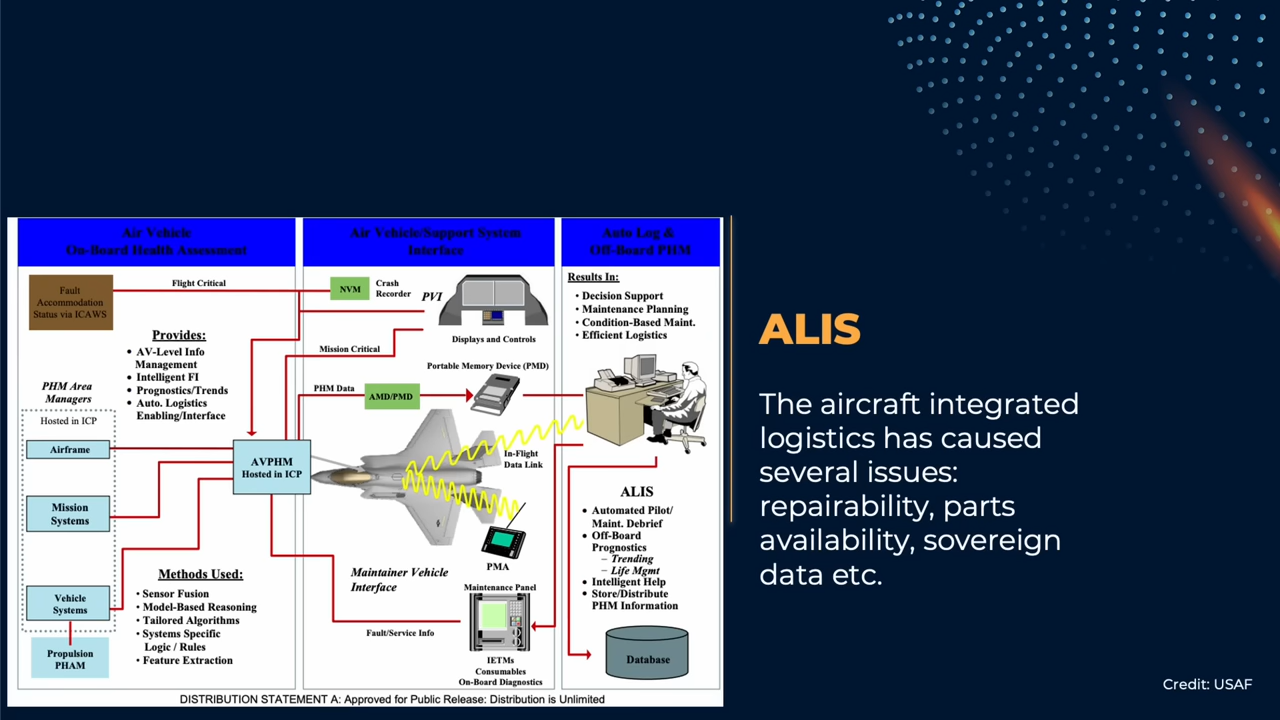 Air Vehicle
On-Board Health Assessment
Fault
Accommodation
Status via ICAWS
Flight Critical
Provides:
• AV-Level Info
Management
• Intelligent FI
• Prognostics/Trends
• Auto. Logistics
Enabling/Interface
PHM Area
Managers
Hosted in ICP
Airframe
Mission
Systems
Vehicle
Systems
Propulsion
PHAM
AVPHM
Hosted in ICP
Methods Used:
• Sensor Fusion
• Model-Based Reasoning
• Tailored Algorithms
• Systems Specific
Logic / Rules
• Feature Extraction
Air Vehicle/Support System
Interface
NVM
Crash
Recorder
PVI
Displays and Controls
Mission Critical
Portable Memory Device (PMD)
PHM Data
AMD/PMD
In-Flight
Data Link
PMA
Maintainer Vehicle
Interface
Maintenance Panel
Fault/Service Info
IETMs
Consumables
On-Board Diagnostics
Auto Log &
Off-Board PHM
Results In:
• Decision Support
• Maintenance Planning
• Condition-Based Maint.
• Efficient Logistics
ALIS
• Automated Pilot/
Maint. Debrief
• Off-Board
Prognostics
– Trending
– Life Mgmt
• Intelligent Help
• Store/Distribute
PHM Information
Database
DISTRIBUTION STATEMENT A: Approved for Public Release: Distribution is Unlimited
ALIS
The aircraft integrated
logistics has caused
several issues:
repairability, parts
availability, sovereign
data etc.
Credit: USAF